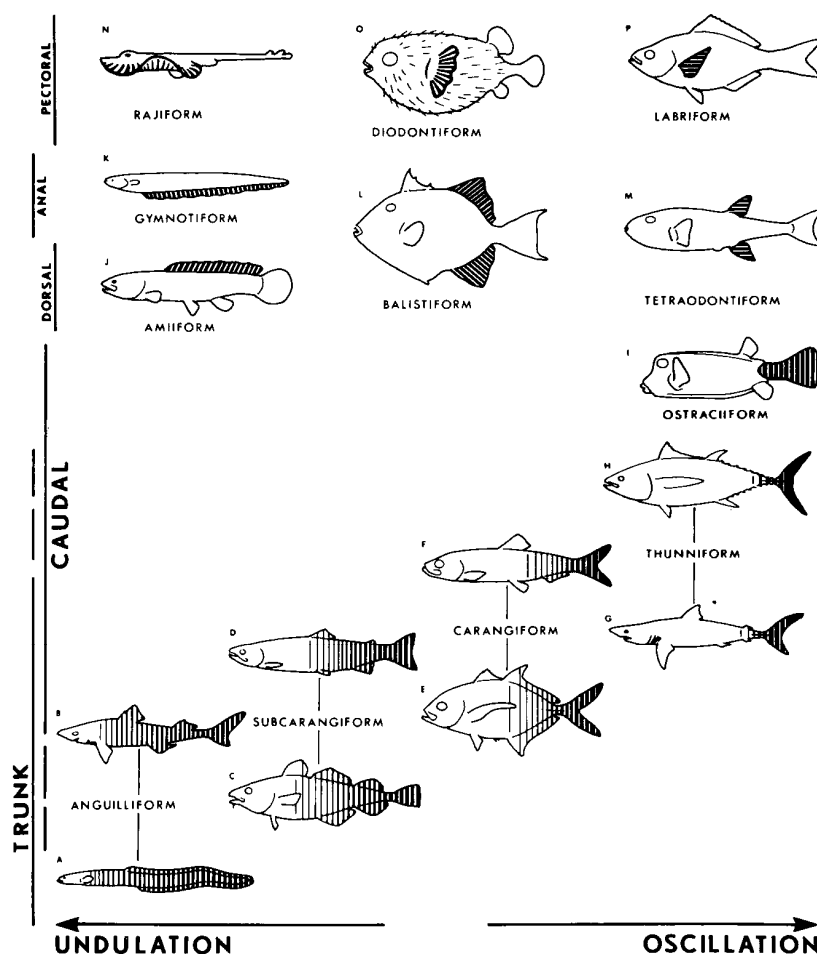 PECTORAL
N
O
P
RAJIFORM
DIODONTIFORM
LABRIFORM
ANAL
K
L
M
GYMNOTIFORM
DORSAL
J
AMIIFORM
BALISTIFORM
TETRAODONTIFORM
I
OSTRACIIFORM
CAUDAL
H
THUNNIFORM
F
G
CARANGIFORM
D
E
SUBCARANGIFORM
B
C
ANGUILLIFORM
TRUNK
A
UNDULATION
OSCILLATION